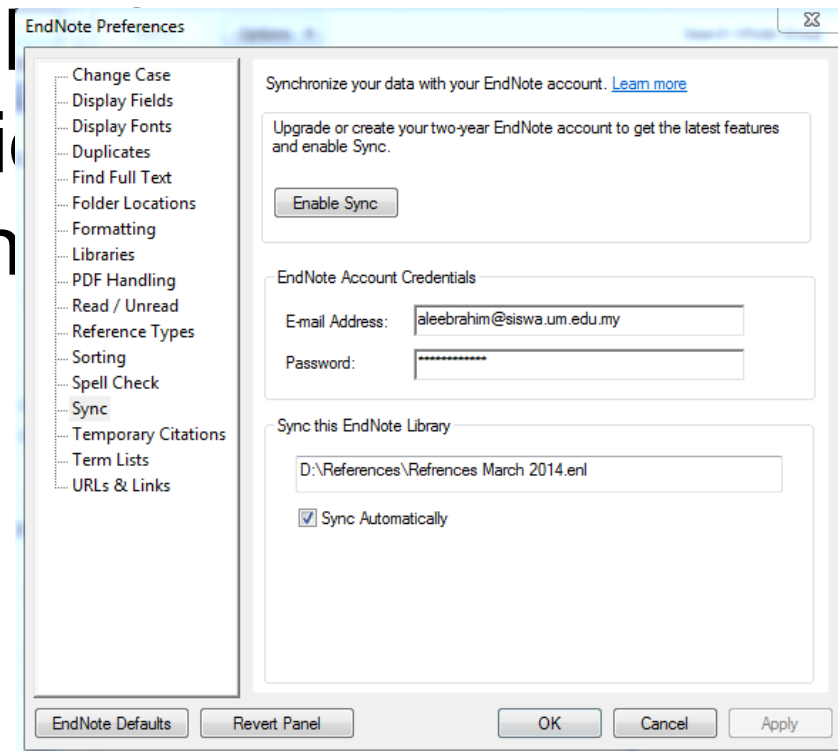 EndNote Preferences
Change Case
Display Fields
Display Fonts
Duplicates
Find Full Text
Folder Locations
Formatting
Libraries
PDF Handling
Read / Unread
Reference Types
Sorting
Spell Check
Sync
Temporary Citations
Term Lists
URLs & Links
Synchronize your data with your EndNote account. Learn more
Upgrade or create your two-year EndNote account to get the latest features
and enable Sync.
Enable Sync
EndNote Account Credentials
E-mail Address: aleebrahim@siswa.um.edu.my
Password: ************
Sync this EndNote Library
D:\References\Refrences March 2014.enl
Sync Automatically
EndNote Defaults Revert Panel OK Cancel Apply